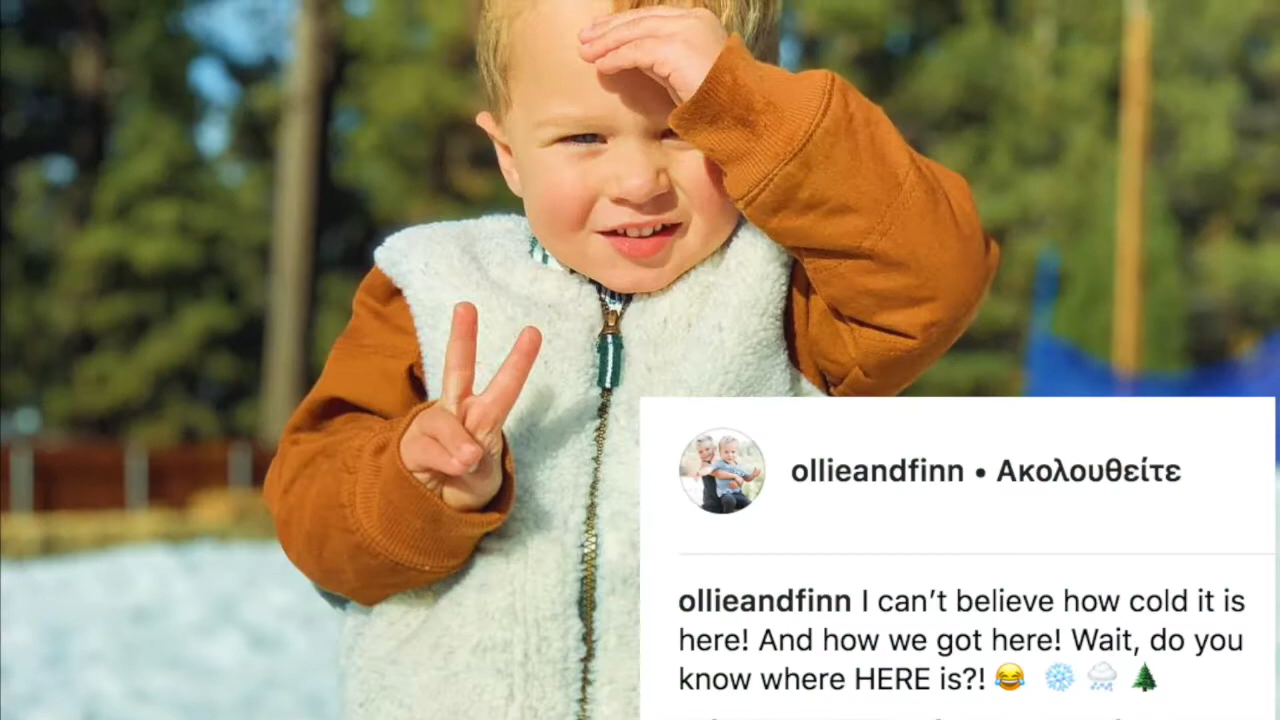 ollieandfinn • Ακολουθείτε
ollieandfinn I can’t believe how cold it is
here! And how we got here! Wait, do you
know where HERE is?! 😂 ❄️ 🌨️ 🌲